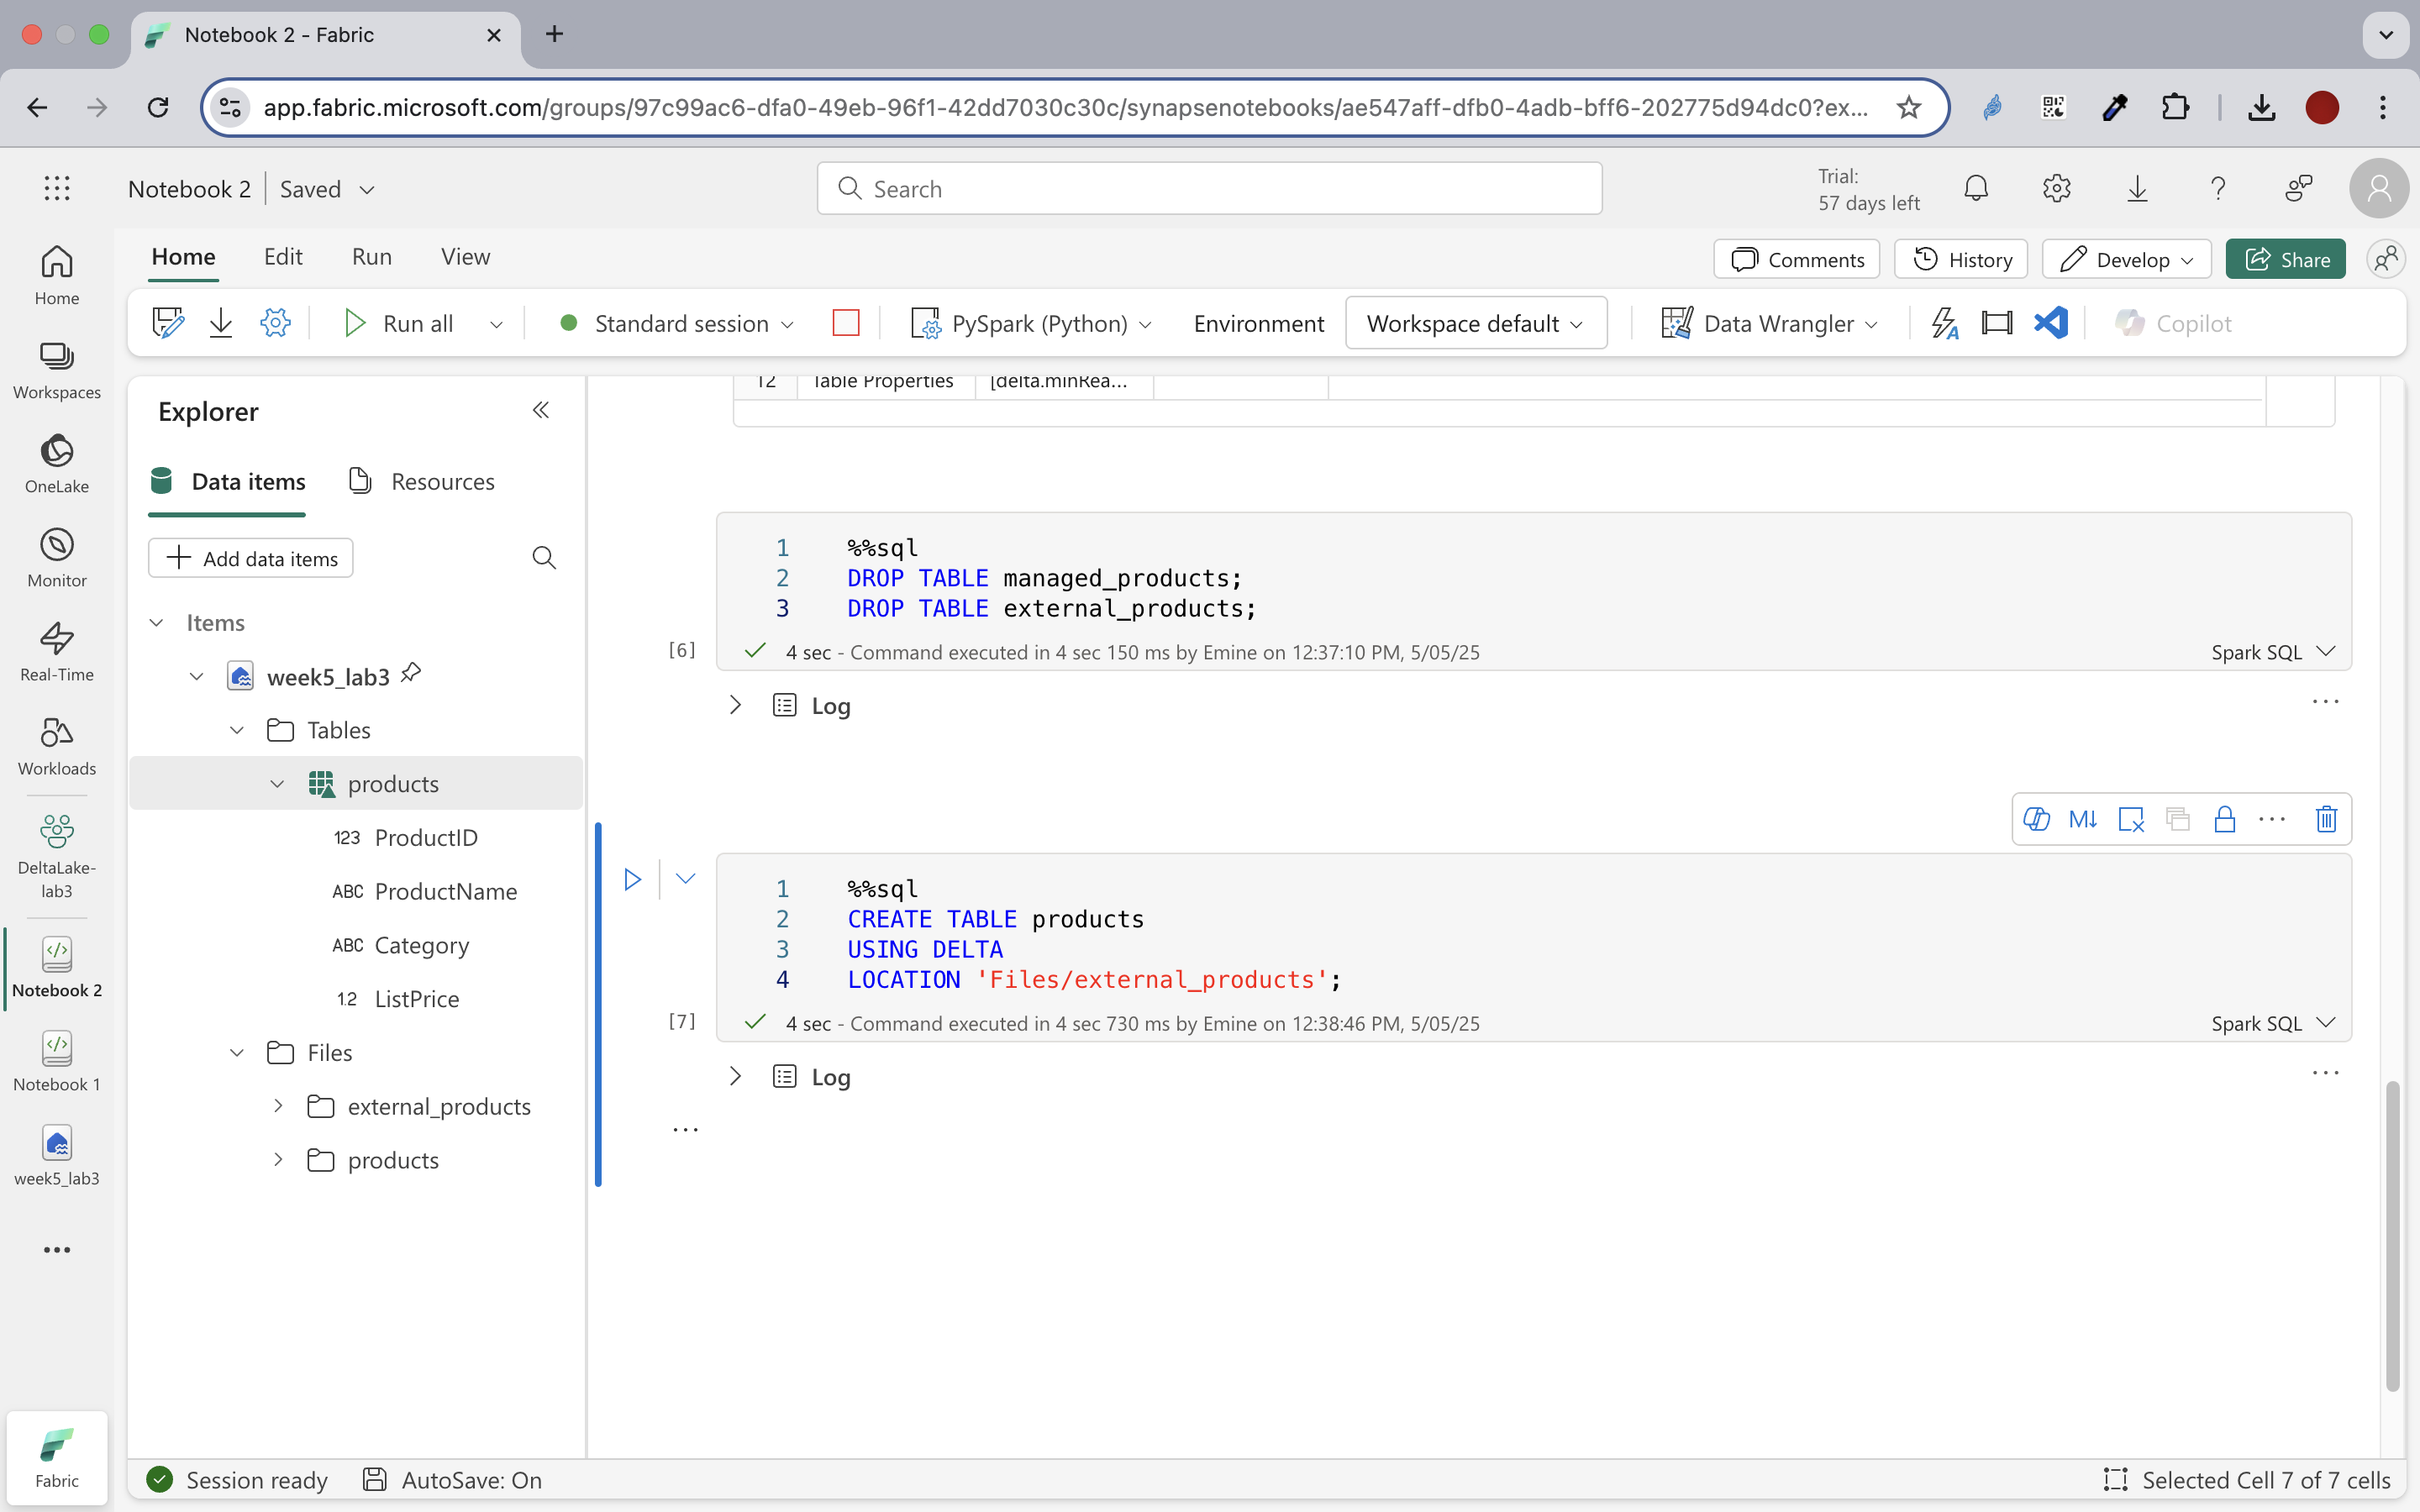 Notebook 2 - Fabric
app.fabric.microsoft.com/groups/97c99ac6-dfa0-49eb-96f1-42dd7030c30c/synapsenotebooks/ae547aff-dfb0-4adb-bff6-202775d94dc0?ex...
Notebook 2 Saved
Search
Trial:
57 days left
Home Edit Run View
Comments History Develop Share
Run all Standard session PySpark (Python) Environment Workspace default Data Wrangler Copilot
Home
Workspaces
OneLake
Monitor
Real-Time
Workloads
DeltaLake-
lab3
Notebook 2
Notebook 1
week5_lab3
Fabric
Explorer
Data items Resources
Add data items
Items
week5_lab3
Tables
products
123 ProductID
ABC ProductName
ABC Category
1.2 ListPrice
Files
external_products
products
12 Table Properties [delta.minRea...
1 %%sql
2 DROP TABLE managed_products;
3 DROP TABLE external_products;
[6] 4 sec - Command executed in 4 sec 150 ms by Emine on 12:37:10 PM, 5/05/25 Spark SQL
Log
M↓
1 %%sql
2 CREATE TABLE products
3 USING DELTA
4 LOCATION 'Files/external_products';
[7] 4 sec - Command executed in 4 sec 730 ms by Emine on 12:38:46 PM, 5/05/25 Spark SQL
Log
Session ready AutoSave: On Selected Cell 7 of 7 cells